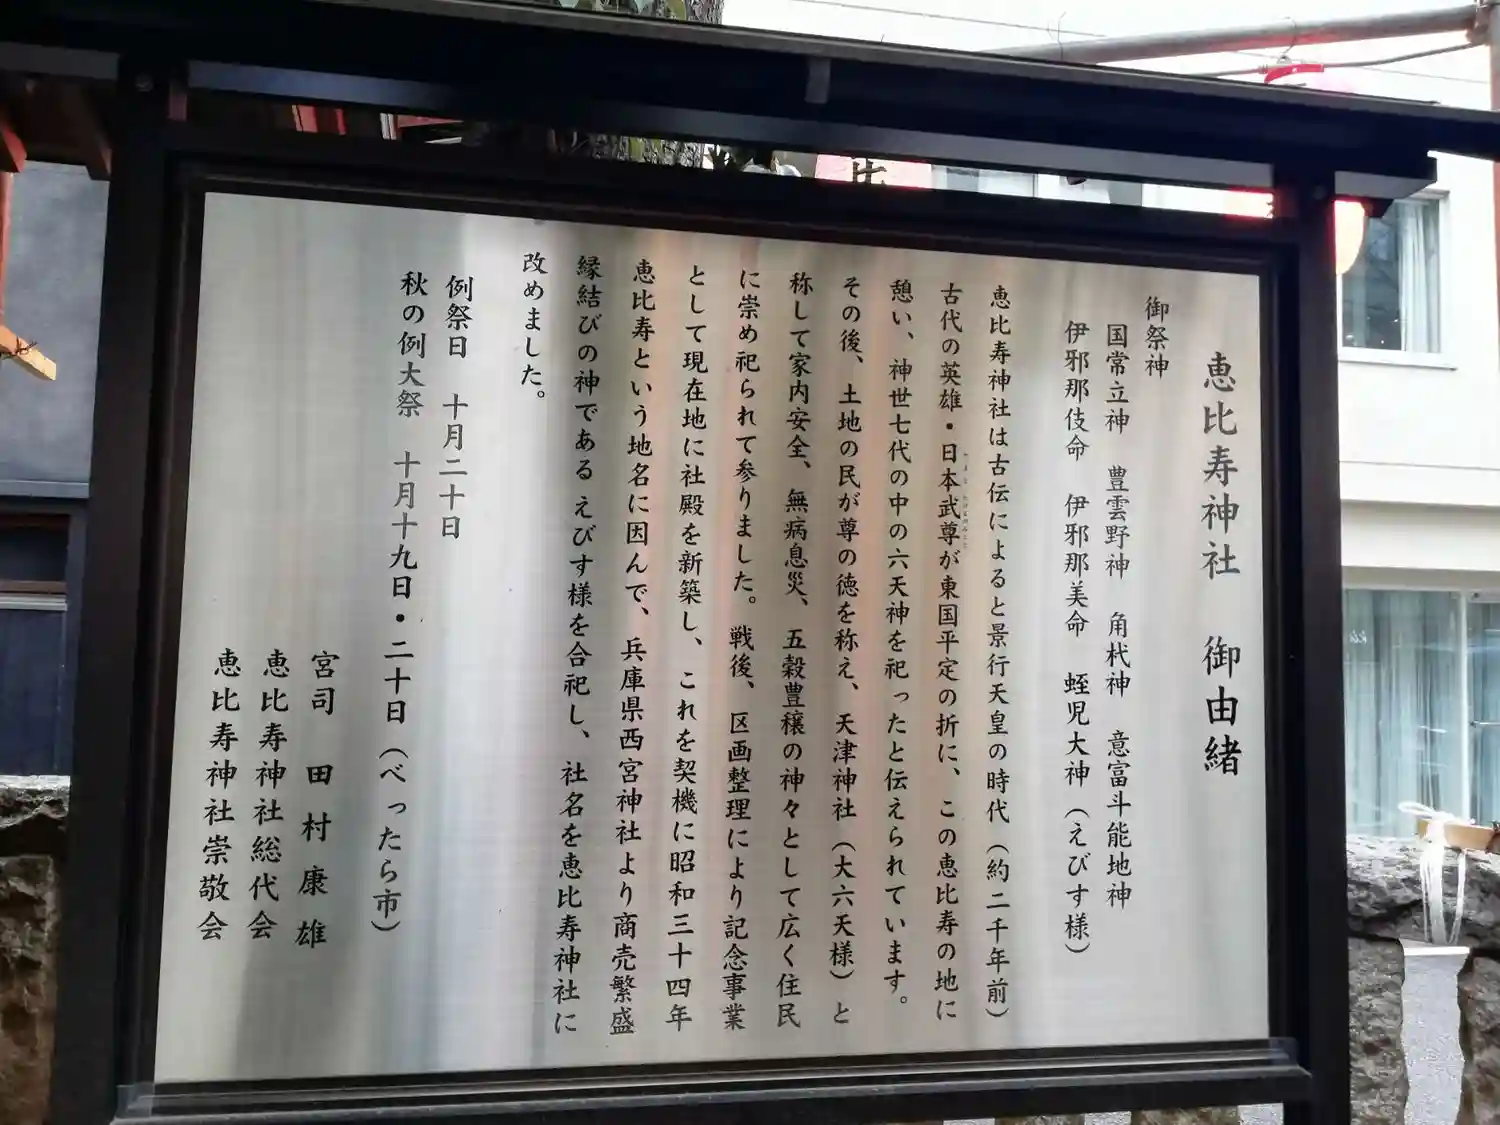 恵比寿神社 御由緒
御祭神
国常立神 豊雲野神 角杙神 意富斗能地神
伊邪那伎命 伊邪那美命 蛭児大神(えびす様)
恵比寿神社は古伝によると景行天皇の時代(約二千年前)
古代の英雄・日本武尊が東国平定の折に、この恵比寿の地に
憩い、神世七代の中の六天神を祀ったと伝えられています。
その後、土地の民が尊の徳を称え、天津神社(大六天様)と
称して家内安全、無病息災、五穀豊穣の神々として広く住民
に崇め祀られて参りました。戦後、区画整理により記念事業
として現在地に社殿を新築し、これを契機に昭和三十四年
恵比寿という地名に因んで、兵庫県西宮神社より商売繁盛
縁結びの神である えびす様を合祀し、社名を恵比寿神社に
改めました。
例祭日 十月二十日
秋の例大祭 十月十九日・二十日(べったら市)
宮司 田村康雄
恵比寿神社総代会
恵比寿神社崇敬会
比